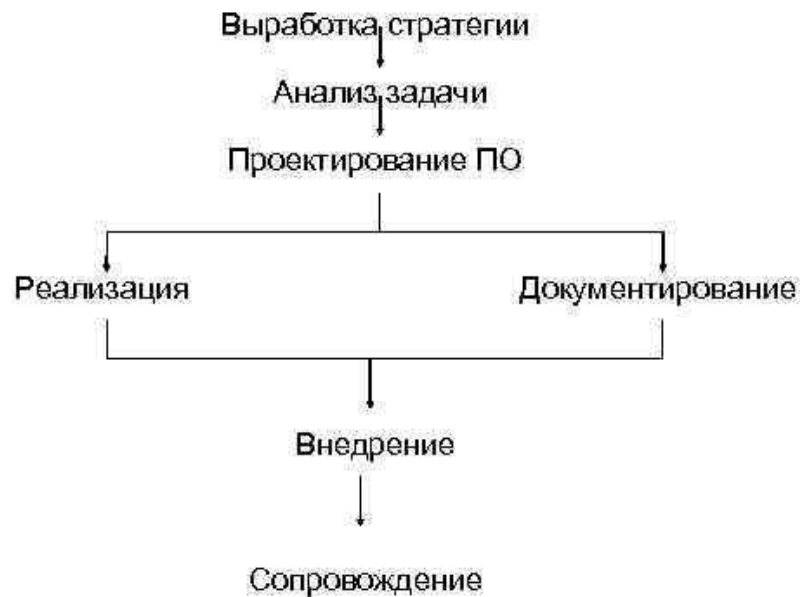 Выработка стратегии
Анализ задачи
Проектирование ПО
Реализация
Документирование
Внедрение
Сопровождение